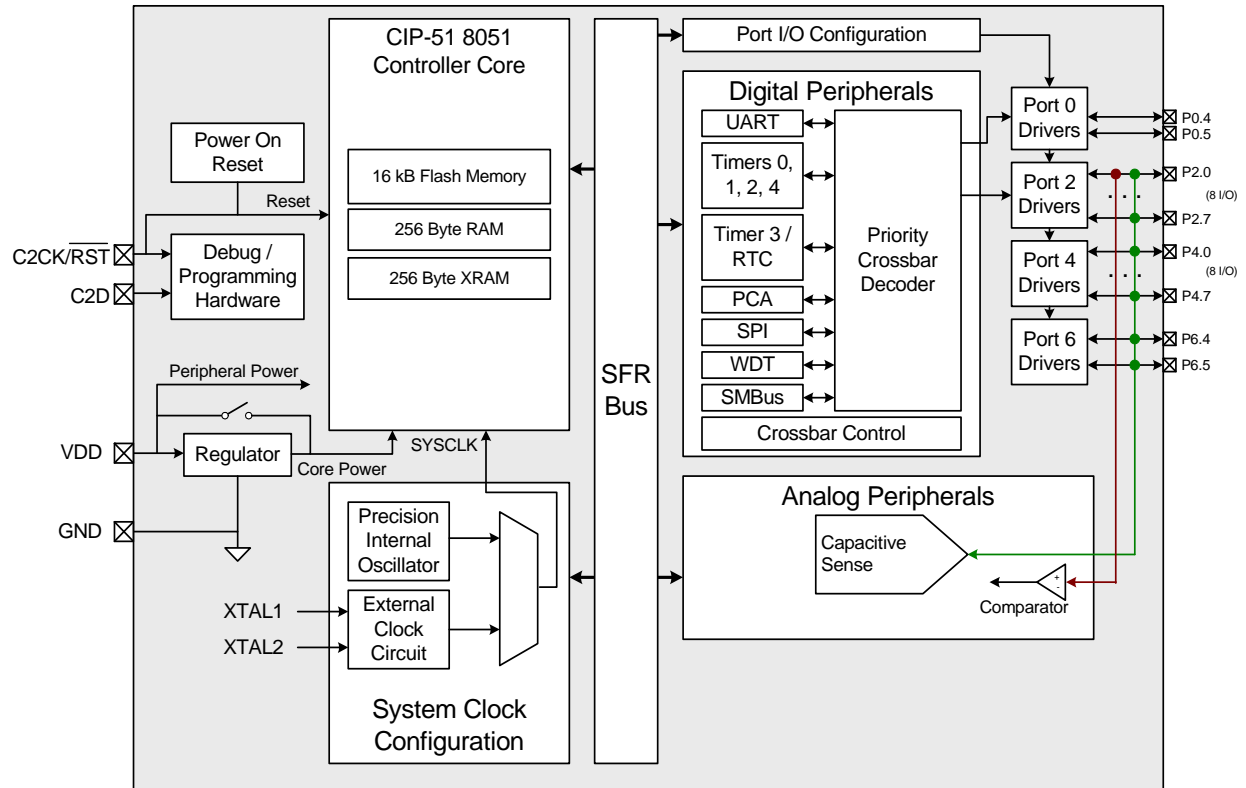 CIP-51 8051
Controller Core
16 kB Flash Memory
256 Byte RAM
256 Byte XRAM
Power On
Reset
Reset
C2CK/RST
C2D
Debug /
Programming
Hardware
Peripheral Power
VDD
Regulator
Core Power
GND
SYSCLK
Precision
Internal
Oscillator
XTAL1
XTAL2
External
Clock
Circuit
System Clock
Configuration
SFR
Bus
Port I/O Configuration
Digital Peripherals
UART
Timers 0,
1, 2, 4
Timer 3 /
RTC
PCA
SPI
WDT
SMBus
Priority
Crossbar
Decoder
Crossbar Control
Port 0
Drivers
Port 2
Drivers
Port 4
Drivers
Port 6
Drivers
P0.4
P0.5
P2.0
. . .
(8 I/O)
P2.7
P4.0
. . .
(8 I/O)
P4.7
P6.4
P6.5
Analog Peripherals
Capacitive
Sense
+
-
Comparator